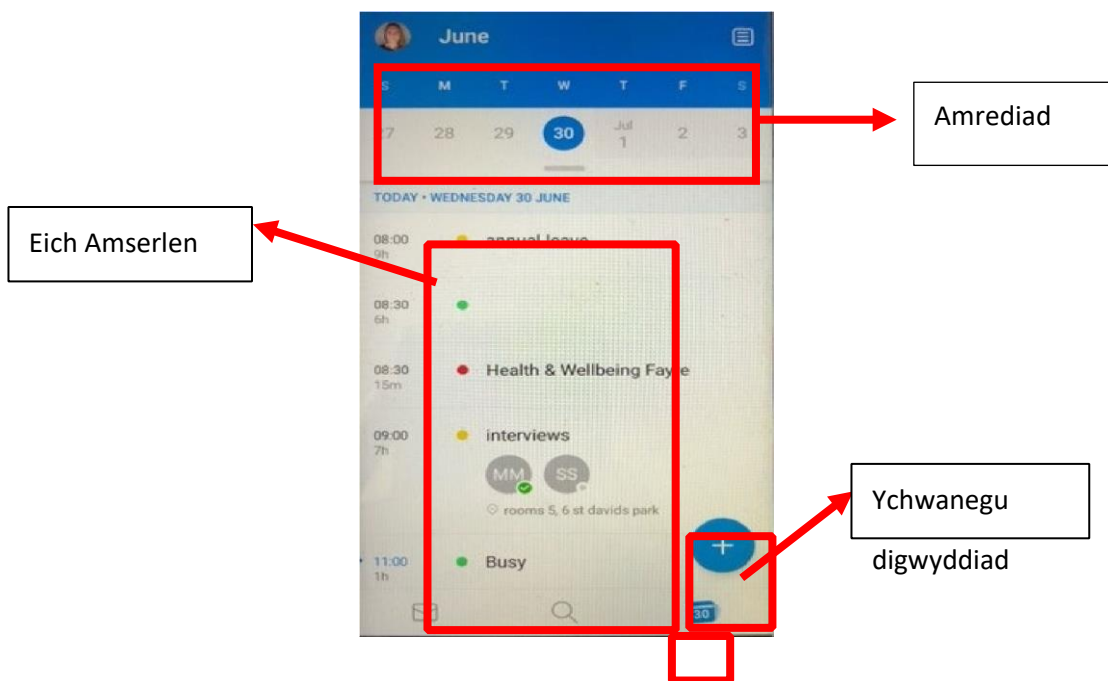 June
S M T W T F S
27 28 29 30 Jul 1 2 3
Amrediad
TODAY • WEDNESDAY 30 JUNE
Eich Amserlen
08:00 annual leave
9h
08:30
6h
08:30 Health & Wellbeing Fayre
15m
09:00 interviews
7h
MM SS
rooms 5, 6 st davids park
Ychwanegu
digwyddiad
11:00 Busy
1h
30